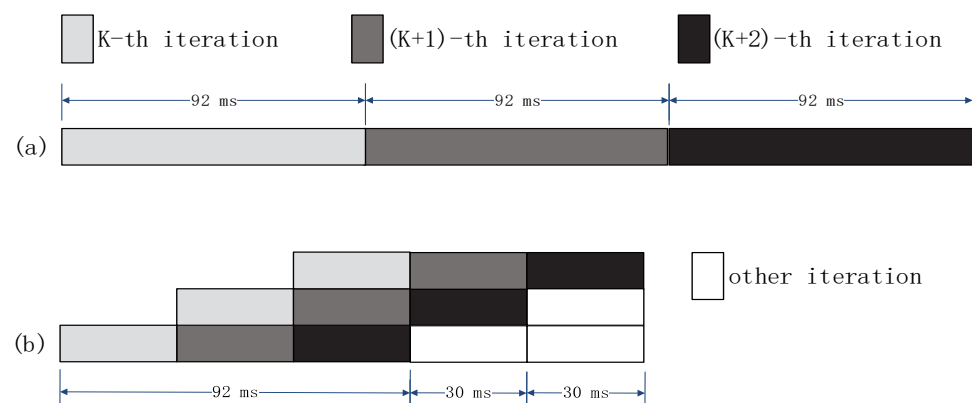 K-th iteration
(K+1)-th iteration
(K+2)-th iteration
92 ms
92 ms
92 ms
(a)
other iteration
(b)
92 ms
30 ms
30 ms